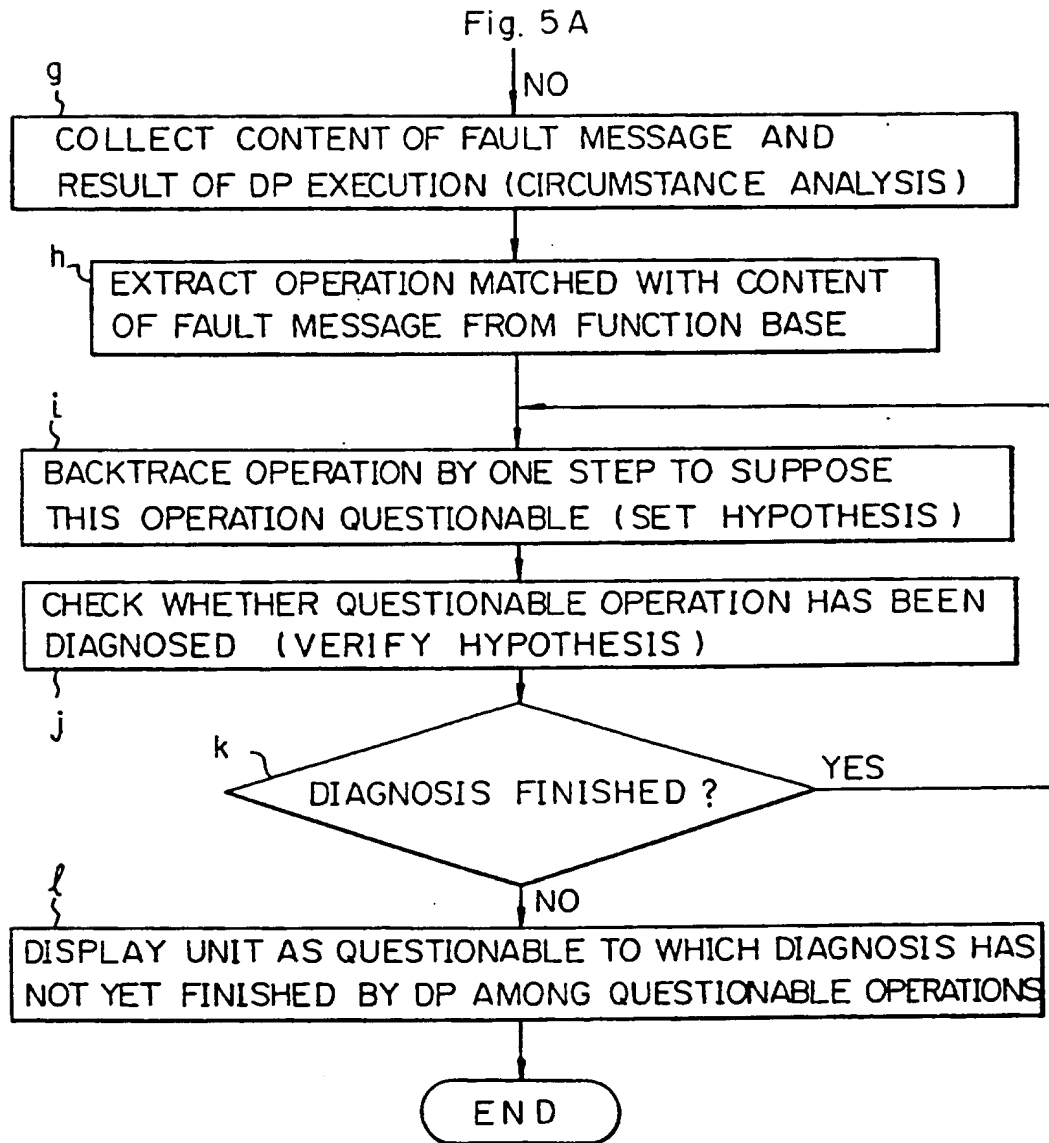 Fig. 5A
g
NO
COLLECT CONTENT OF FAULT MESSAGE AND
RESULT OF DP EXECUTION (CIRCUMSTANCE ANALYSIS)
h
EXTRACT OPERATION MATCHED WITH CONTENT
OF FAULT MESSAGE FROM FUNCTION BASE
i
BACKTRACE OPERATION BY ONE STEP TO SUPPOSE
THIS OPERATION QUESTIONABLE (SET HYPOTHESIS)
CHECK WHETHER QUESTIONABLE OPERATION HAS BEEN
DIAGNOSED (VERIFY HYPOTHESIS)
j
k
DIAGNOSIS FINISHED?
YES
NO
l
DISPLAY UNIT AS QUESTIONABLE TO WHICH DIAGNOSIS HAS
NOT YET FINISHED BY DP AMONG QUESTIONABLE OPERATIONS
END